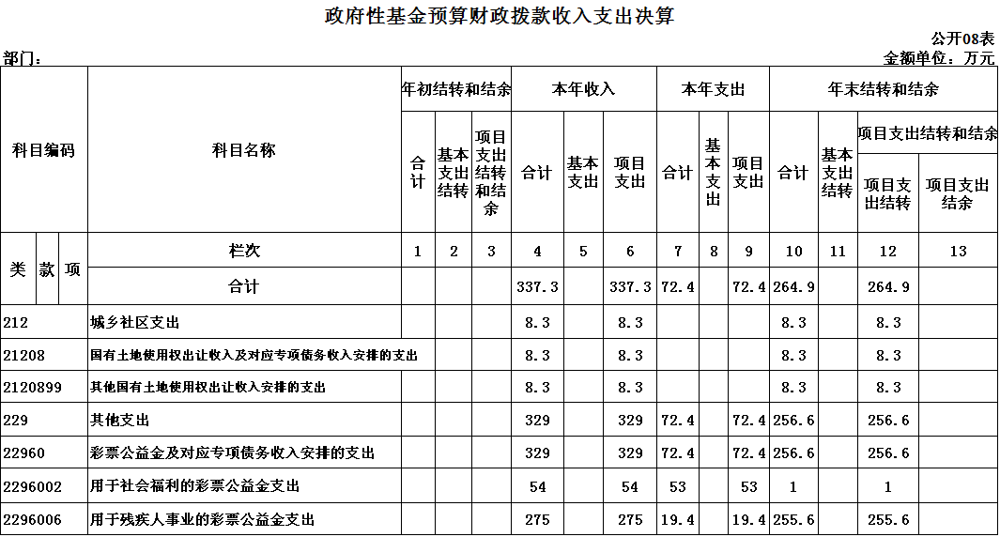 政府性基金预算财政拨款收入支出决算
公开08表
部门： 金额单位：万元
科目编码 科目名称 年初结转和结余 本年收入 本年支出 年末结转和结余
合计 基本支出结转 项目支出结转和结余 合计 基本支出 项目支出 合计 基本支出 项目支出 合计 基本支出结转 项目支出结转和结余
项目支出结转 项目支出结余
类 款 项 栏次 1 2 3 4 5 6 7 8 9 10 11 12 13
合计 337.3 337.3 72.4 72.4 264.9 264.9
212 城乡社区支出 8.3 8.3 8.3 8.3
21208 国有土地使用权出让收入及对应专项债务收入安排的支出 8.3 8.3 8.3 8.3
2120899 其他国有土地使用权出让收入安排的支出 8.3 8.3 8.3 8.3
229 其他支出 329 329 72.4 72.4 256.6 256.6
22960 彩票公益金及对应专项债务收入安排的支出 329 329 72.4 72.4 256.6 256.6
2296002 用于社会福利的彩票公益金支出 54 54 53 53 1 1
2296006 用于残疾人事业的彩票公益金支出 275 275 19.4 19.4 255.6 255.6